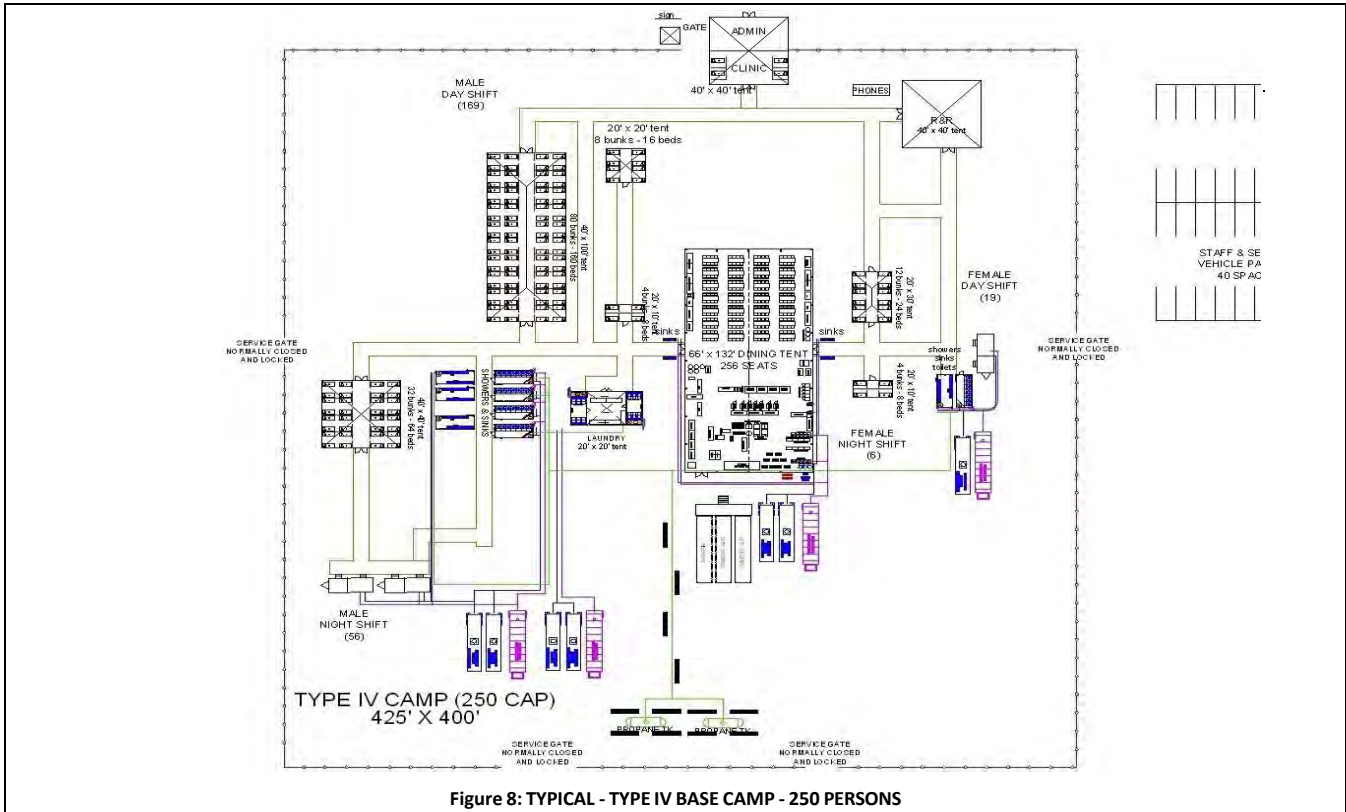 sign
GATE
ADMIN
CLINIC
40' x 40' tent
MALE
DAY SHIFT
(169)
PHONES
R&R
40' x 40' tent
20' x 20' tent
8 bunks - 16 beds
40' x 100' tent
80 bunks - 160 beds
20' x 10' tent
4 bunks - 8 beds
sinks
sinks
66' x 132' DINING TENT
256 SEATS
20' x 30' tent
12 bunks - 24 beds
FEMALE
DAY SHIFT
(19)
STAFF & SE
VEHICLE PA
40 SPAC
SERVICE GATE
NORMALLY CLOSED
AND LOCKED
SERVICE GATE
NORMALLY CLOSED
AND LOCKED
showers
sinks
toilets
40' x 40' tent
32 bunks - 64 beds
SHOWERS & SINKS
20' x 10' tent
4 bunks - 8 beds
LAUNDRY
20' x 20' tent
FEMALE
NIGHT SHIFT
(6)
MALE
NIGHT SHIFT
(56)
TYPE IV CAMP (250 CAP)
425' X 400'
PROPANE TK
PROPANE TK
SERVICE GATE
NORMALLY CLOSED
AND LOCKED
SERVICE GATE
NORMALLY CLOSED
AND LOCKED
Figure 8: TYPICAL - TYPE IV BASE CAMP - 250 PERSONS